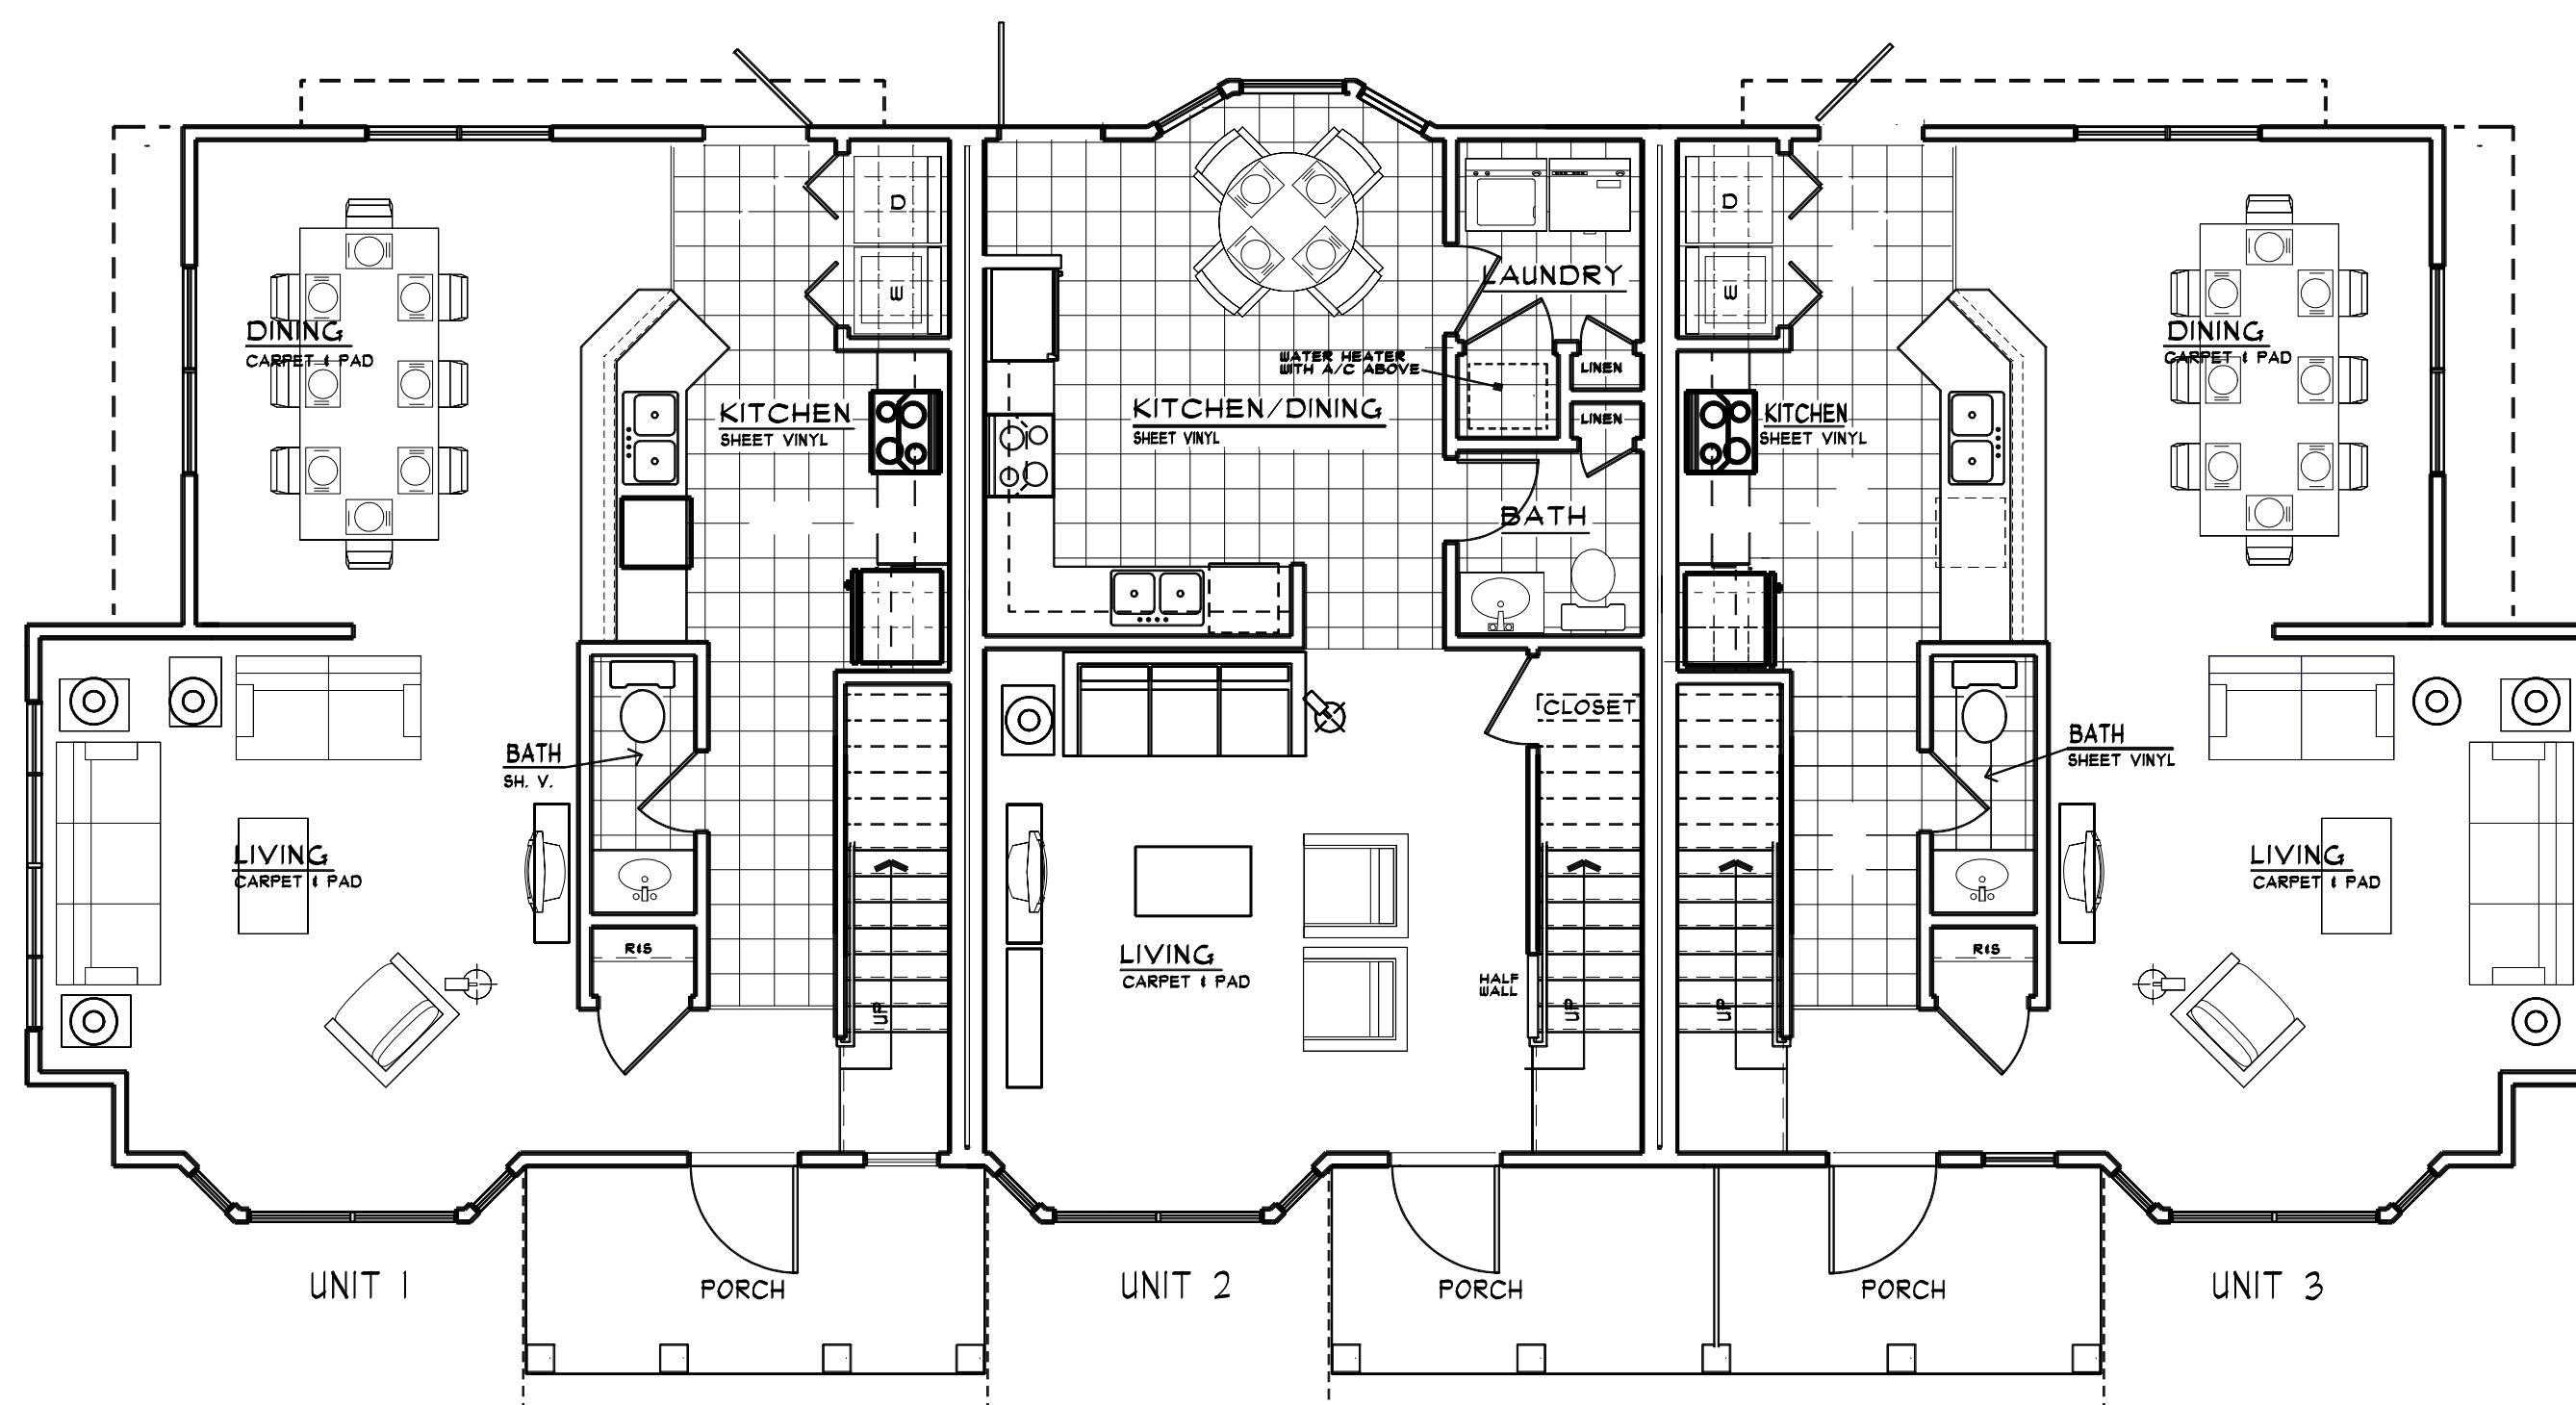 D
D
LAUNDRY
W
W
DINING
CARPET & PAD
DINING
CARPET & PAD
WATER HEATER
WITH A/C ABOVE
LINEN
KITCHEN
SHEET VINYL
KITCHEN/DINING
SHEET VINYL
LINEN
KITCHEN
SHEET VINYL
BATH
CLOSET
BATH
SH. V.
BATH
SHEET VINYL
LIVING
CARPET & PAD
LIVING
CARPET & PAD
R&S
LIVING
CARPET & PAD
R&S
HALF
WALL
UP
UP
UP
UNIT 1
PORCH
UNIT 2
PORCH
PORCH
UNIT 3